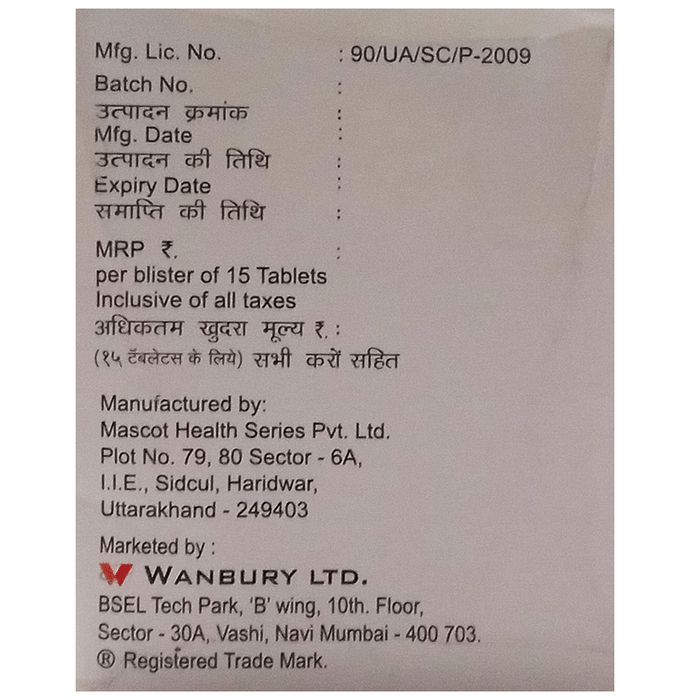 Mfg. Lic. No. : 90/UA/SC/P-2009
Batch No. :
उत्पादन क्रमांक :
Mfg. Date :
उत्पादन की तिथि :
Expiry Date :
समाप्ति की तिथि :
MRP ₹. :
per blister of 15 Tablets
Inclusive of all taxes
अधिकतम खुदरा मूल्य ₹. :
(१५ टॅबलेटस के लिये) सभी करों सहित
Manufactured by:
Mascot Health Series Pvt. Ltd.
Plot No. 79, 80 Sector - 6A,
I.I.E., Sidcul, Haridwar,
Uttarakhand - 249403
Marketed by :
WANBURY LTD.
BSEL Tech Park, 'B' wing, 10th. Floor,
Sector - 30A, Vashi, Navi Mumbai - 400 703.
® Registered Trade Mark.